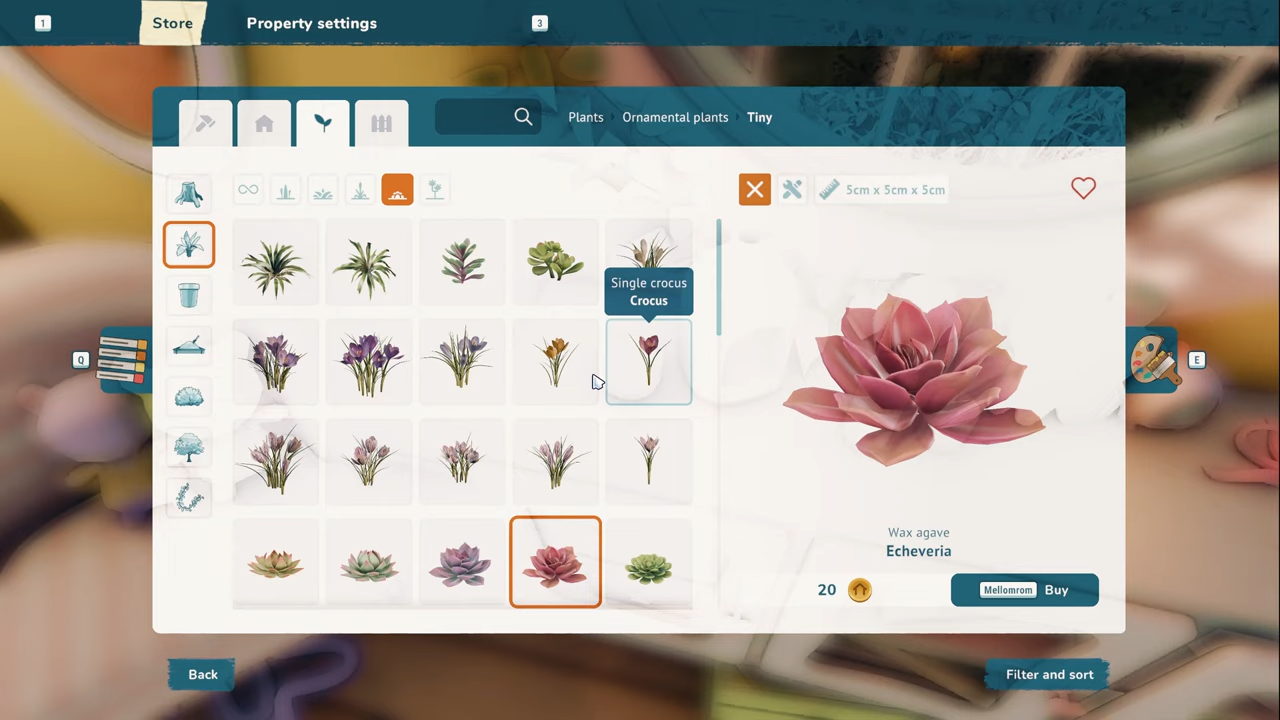 1
Store
Property settings
3
Plants
Ornamental plants
Tiny
5cm x 5cm x 5cm
Single crocus
Crocus
Q
E
Wax agave
Echeveria
20
Mellomrom
Buy
Back
Filter and sort